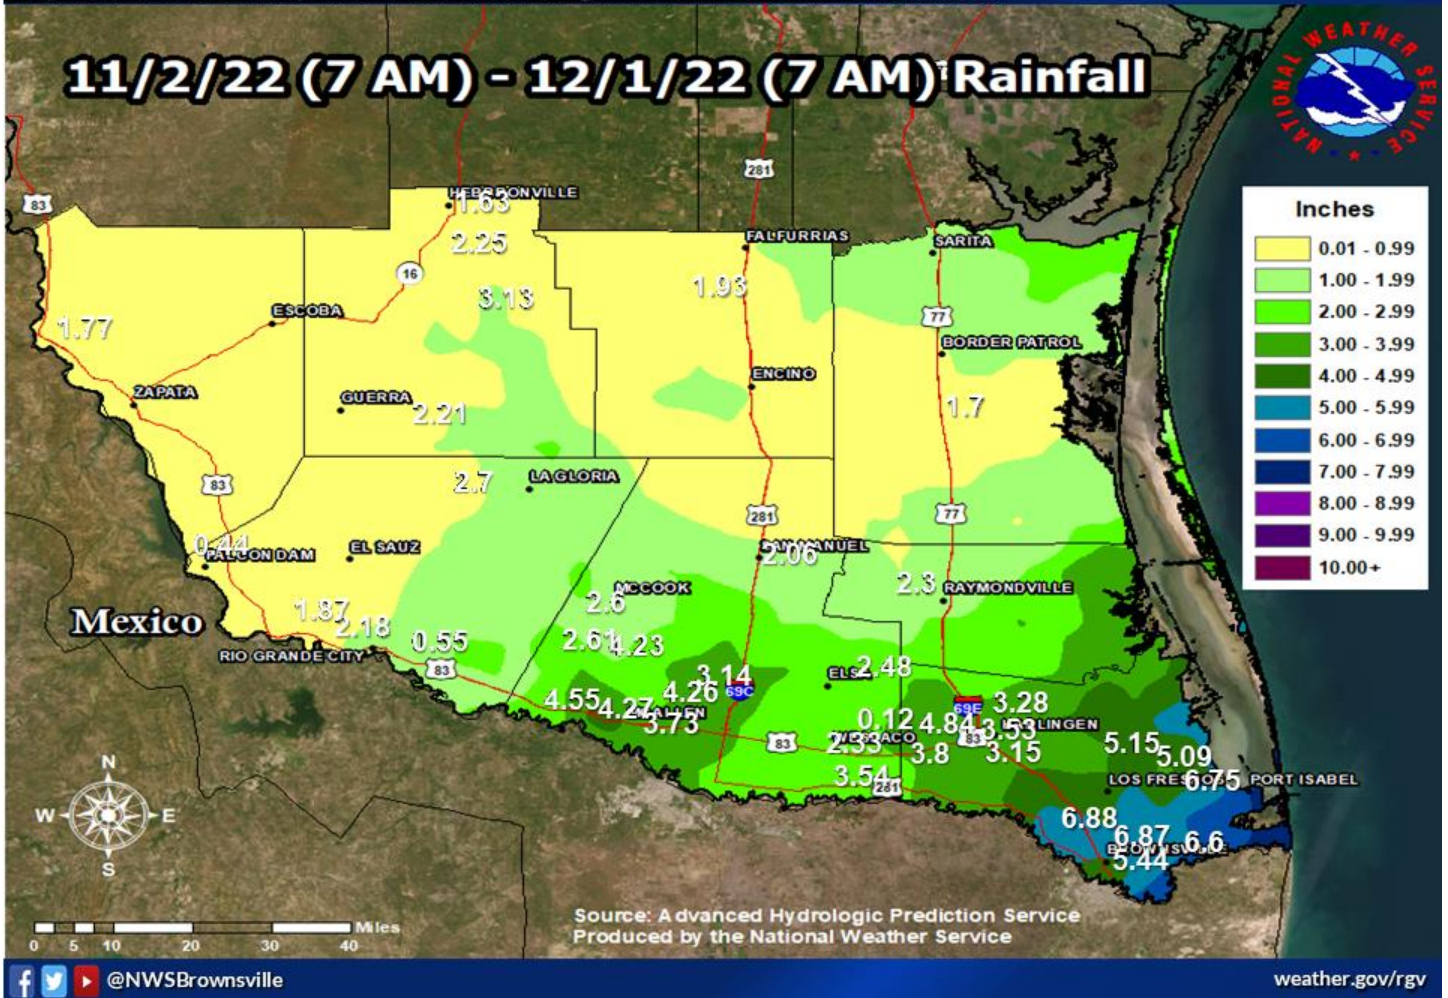 11/2/22 (7 AM) - 12/1/22 (7 AM) Rainfall
NATIONAL WEATHER SERVICE
Inches
0.01 - 0.99
1.00 - 1.99
2.00 - 2.99
3.00 - 3.99
4.00 - 4.99
5.00 - 5.99
6.00 - 6.99
7.00 - 7.99
8.00 - 8.99
9.00 - 9.99
10.00+
281
83
HEBBRONVILLE
1.63
2.25
FALFURRIAS
SARITA
16
1.93
3.13
ESCOBA
1.77
77
BORDER PATROL
ENCINO
ZAPATA
GUERRA
2.21
1.7
LA GLORIA
2.7
83
281
77
0.44
FALCON DAM
EL SAUZ
SAN MANUEL
2.06
MCCOOK
2.6
2.3
RAYMONDVILLE
Mexico
1.87
2.18
0.55
2.61
4.23
RIO GRANDE CITY
83
3.14
ELSA
2.48
4.55
4.27
4.26
69C
MCALLEN
3.73
69E
3.28
0.12
4.84
3.53
HARLINGEN
83
2.33
WESLACO
3.8
83
3.15
5.15
5.09
3.54
281
LOS FRESNOS
6.75
PORT ISABEL
6.88
6.87
6.6
BROWNSVILLE
5.44
N
W
E
S
Miles
0 5 10 20 30 40
Source: Advanced Hydrologic Prediction Service
Produced by the National Weather Service
@NWSBrownsville
weather.gov/rgv